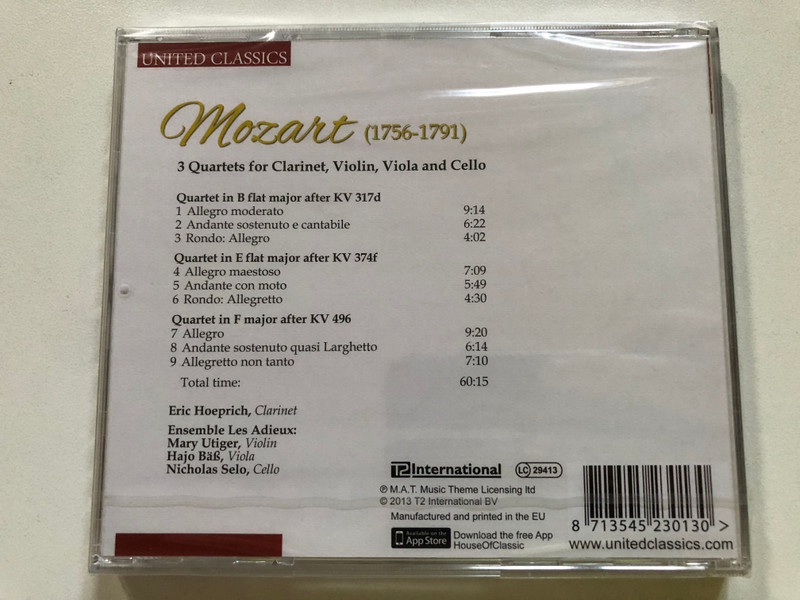 UNITED CLASSICS
Mozart (1756-1791)
3 Quartets for Clarinet, Violin, Viola and Cello
Quartet in B flat major after KV 317d
1 Allegro moderato 9:14
2 Andante sostenuto e cantabile 6:22
3 Rondo: Allegro 4:02
Quartet in E flat major after KV 374f
4 Allegro maestoso 7:09
5 Andante con moto 5:49
6 Rondo: Allegretto 4:30
Quartet in F major after KV 496
7 Allegro 9:20
8 Andante sostenuto quasi Larghetto 6:14
9 Allegretto non tanto 7:10
Total time: 60:15
Eric Hoeprich, Clarinet
Ensemble Les Adieux:
Mary Utiger, Violin
Hajo Bäß, Viola
Nicholas Selo, Cello
T2 International LC 29413
℗ M.A.T. Music Theme Licensing ltd
© 2013 T2 International BV
Manufactured and printed in the EU
Available on the
App Store
Download the free App
HouseOfClassic
8 713545 230130 >
www.unitedclassics.com